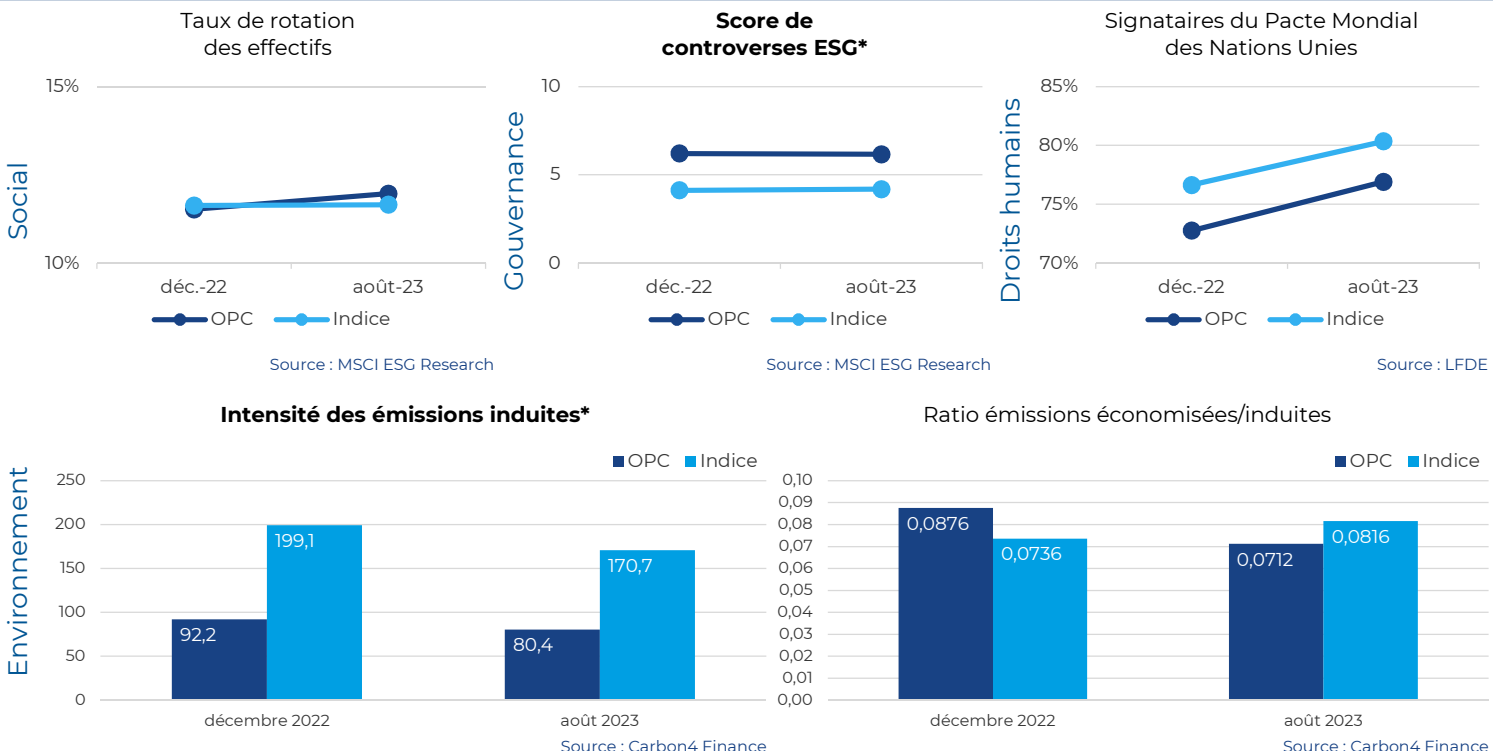 Taux de rotation
des effectifs
Social
15%
10%
déc.-22
août-23
OPC
Indice
Source : MSCI ESG Research
Score de
controverses ESG*
Gouvernance
10
5
0
déc.-22
août-23
OPC
Indice
Source : MSCI ESG Research
Signataires du Pacte Mondial
des Nations Unies
Droits humains
85%
80%
75%
70%
déc.-22
août-23
OPC
Indice
Source : LFDE
Environnement
Intensité des émissions induites*
OPC
Indice
250
200
150
100
50
0
92,2
199,1
80,4
170,7
décembre 2022
août 2023
Source : Carbon4 Finance
Ratio émissions économisées/induites
OPC
Indice
0,10
0,09
0,08
0,07
0,06
0,05
0,04
0,03
0,02
0,01
0,00
0,0876
0,0736
0,0712
0,0816
décembre 2022
août 2023
Source : Carbon4 Finance